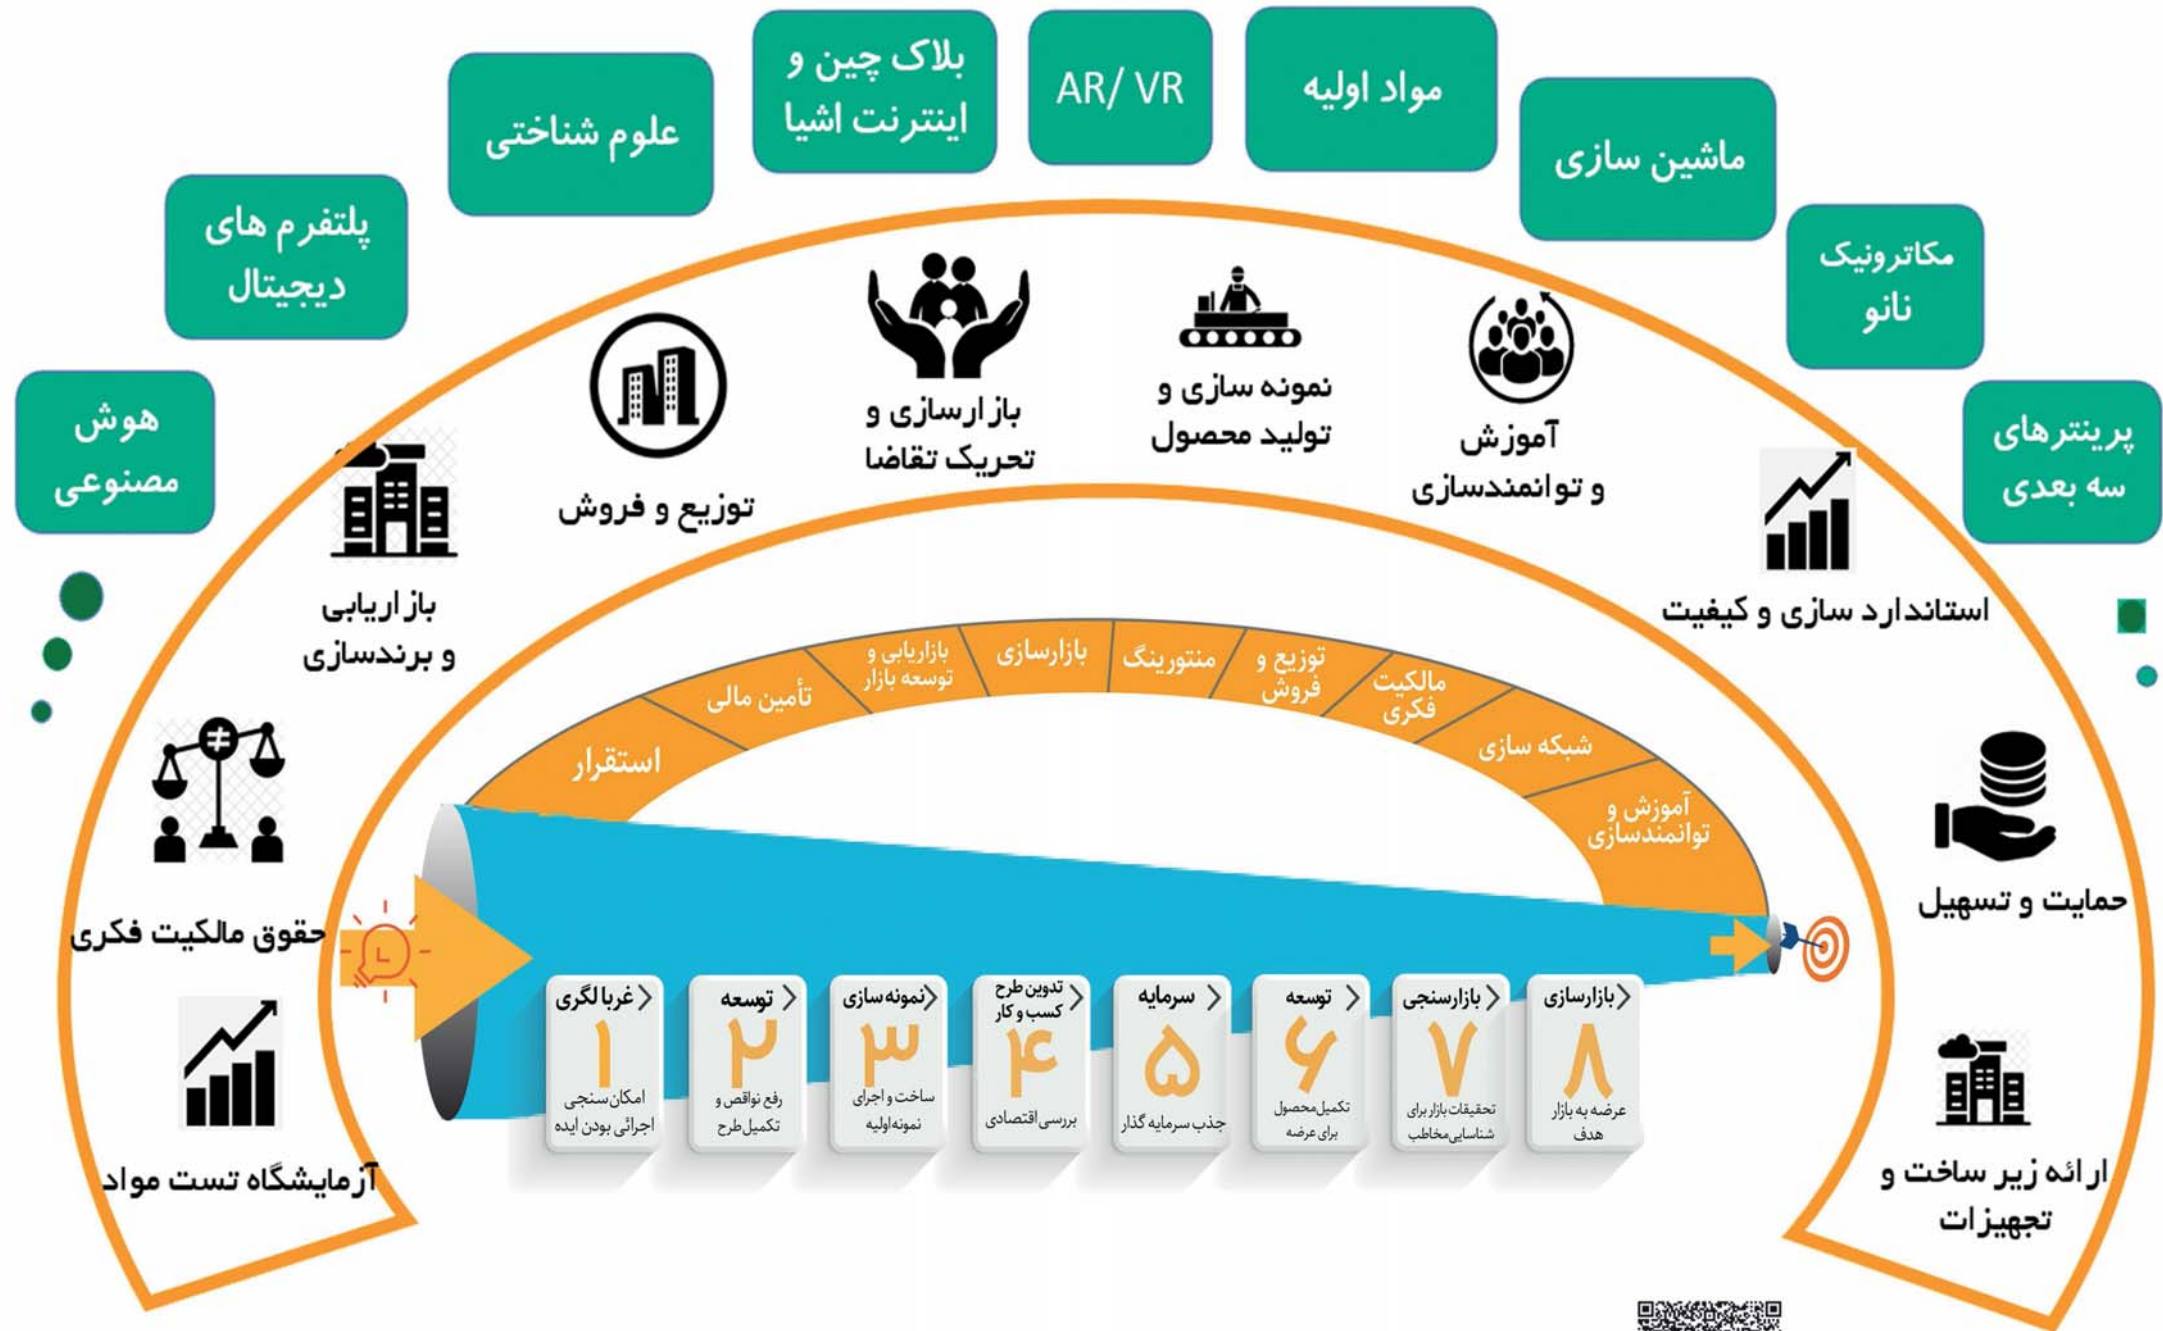 هوش
مصنوعی
پلتفرم های
دیجیتال
علوم شناختی
بلاک چین و
اینترنت اشیا
AR/ VR
مواد اولیه
ماشین سازی
مکاترونیک
نانو
پرینترهای
سه بعدی
آزمایشگاه تست مواد
حقوق مالکیت فکری
بازاریابی
و برندسازی
توزیع و فروش
بازارسازی و
تحریک تقاضا
نمونه سازی و
تولید محصول
آموزش
و توانمندسازی
استاندارد سازی و کیفیت
حمایت و تسهیل
ارائه زیر ساخت و
تجهیزات
استقرار
تأمین مالی
بازاریابی و
توسعه بازار
بازارسازی
منتورینگ
توزیع و
فروش
مالکیت
فکری
شبکه سازی
آموزش و
توانمندسازی
غربالگری
۱
امکان‌سنجی
اجرائی بودن ایده
توسعه
۲
رفع نواقص و
تکمیل طرح
نمونه‌سازی
۳
ساخت و اجرای
نمونه اولیه
تدوین طرح
کسب و کار
۴
بررسی اقتصادی
سرمایه
۵
جذب سرمایه گذار
توسعه
۶
تکمیل محصول
برای عرضه
بازارسنجی
۷
تحقیقات بازار برای
شناسایی مخاطب
بازارسازی
۸
عرضه به بازار
هدف